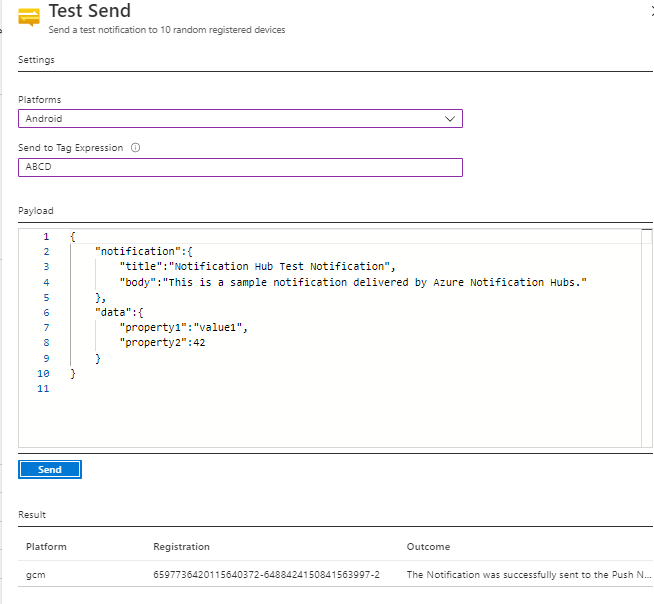 Test Send
Send a test notification to 10 random registered devices
Settings
Platforms
Android
Send to Tag Expression
ABCD
Payload
1 {
2 "notification":{
3 "title":"Notification Hub Test Notification",
4 "body":"This is a sample notification delivered by Azure Notification Hubs."
5 },
6 "data":{
7 "property1":"value1",
8 "property2":42
9 }
10 }
11
Send
Result
Platform Registration Outcome
gcm 6597736420115640372-6488424150841563997-2 The Notification was successfully sent to the Push N...